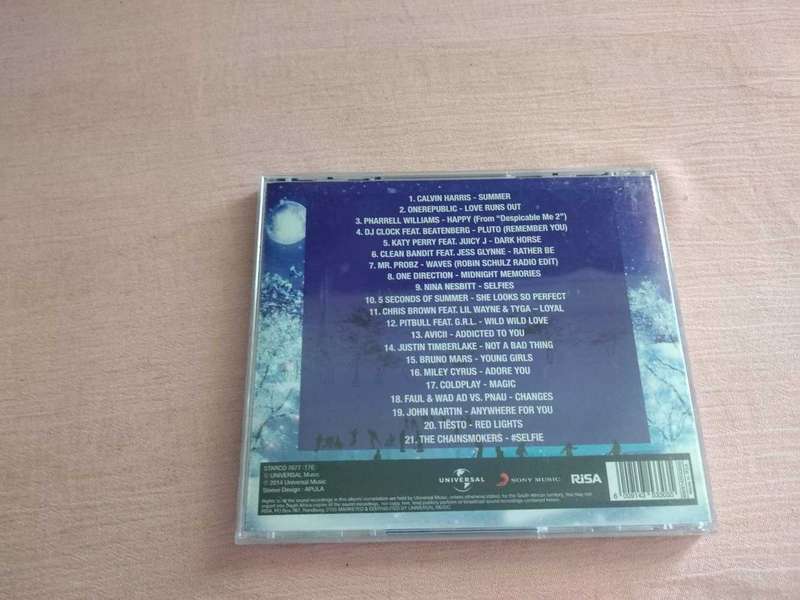 1. CALVIN HARRIS - SUMMER
2. ONEREPUBLIC - LOVE RUNS OUT
3. PHARRELL WILLIAMS - HAPPY (From "Despicable Me 2")
4. DJ CLOCK FEAT. BEATENBERG - PLUTO (REMEMBER YOU)
5. KATY PERRY FEAT. JUICY J - DARK HORSE
6. CLEAN BANDIT FEAT. JESS GLYNNE - RATHER BE
7. MR. PROBZ - WAVES (ROBIN SCHULZ RADIO EDIT)
8. ONE DIRECTION - MIDNIGHT MEMORIES
9. NINA NESBITT - SELFIES
10. 5 SECONDS OF SUMMER - SHE LOOKS SO PERFECT
11. CHRIS BROWN FEAT. LIL WAYNE & TYGA – LOYAL
12. PITBULL FEAT. G.R.L. - WILD WILD LOVE
13. AVICII - ADDICTED TO YOU
14. JUSTIN TIMBERLAKE - NOT A BAD THING
15. BRUNO MARS - YOUNG GIRLS
16. MILEY CYRUS - ADORE YOU
17. COLDPLAY - MAGIC
18. FAUL & WAD AD VS. PNAU - CHANGES
19. JOHN MARTIN - ANYWHERE FOR YOU
20. TIËSTO - RED LIGHTS
21. THE CHAINSMOKERS - #SELFIE
STARCD
℗ UNIVERSAL Music
© 2014 Universal Music
Sleeve Design : APULA
UNIVERSAL
SONY MUSIC
RiSA